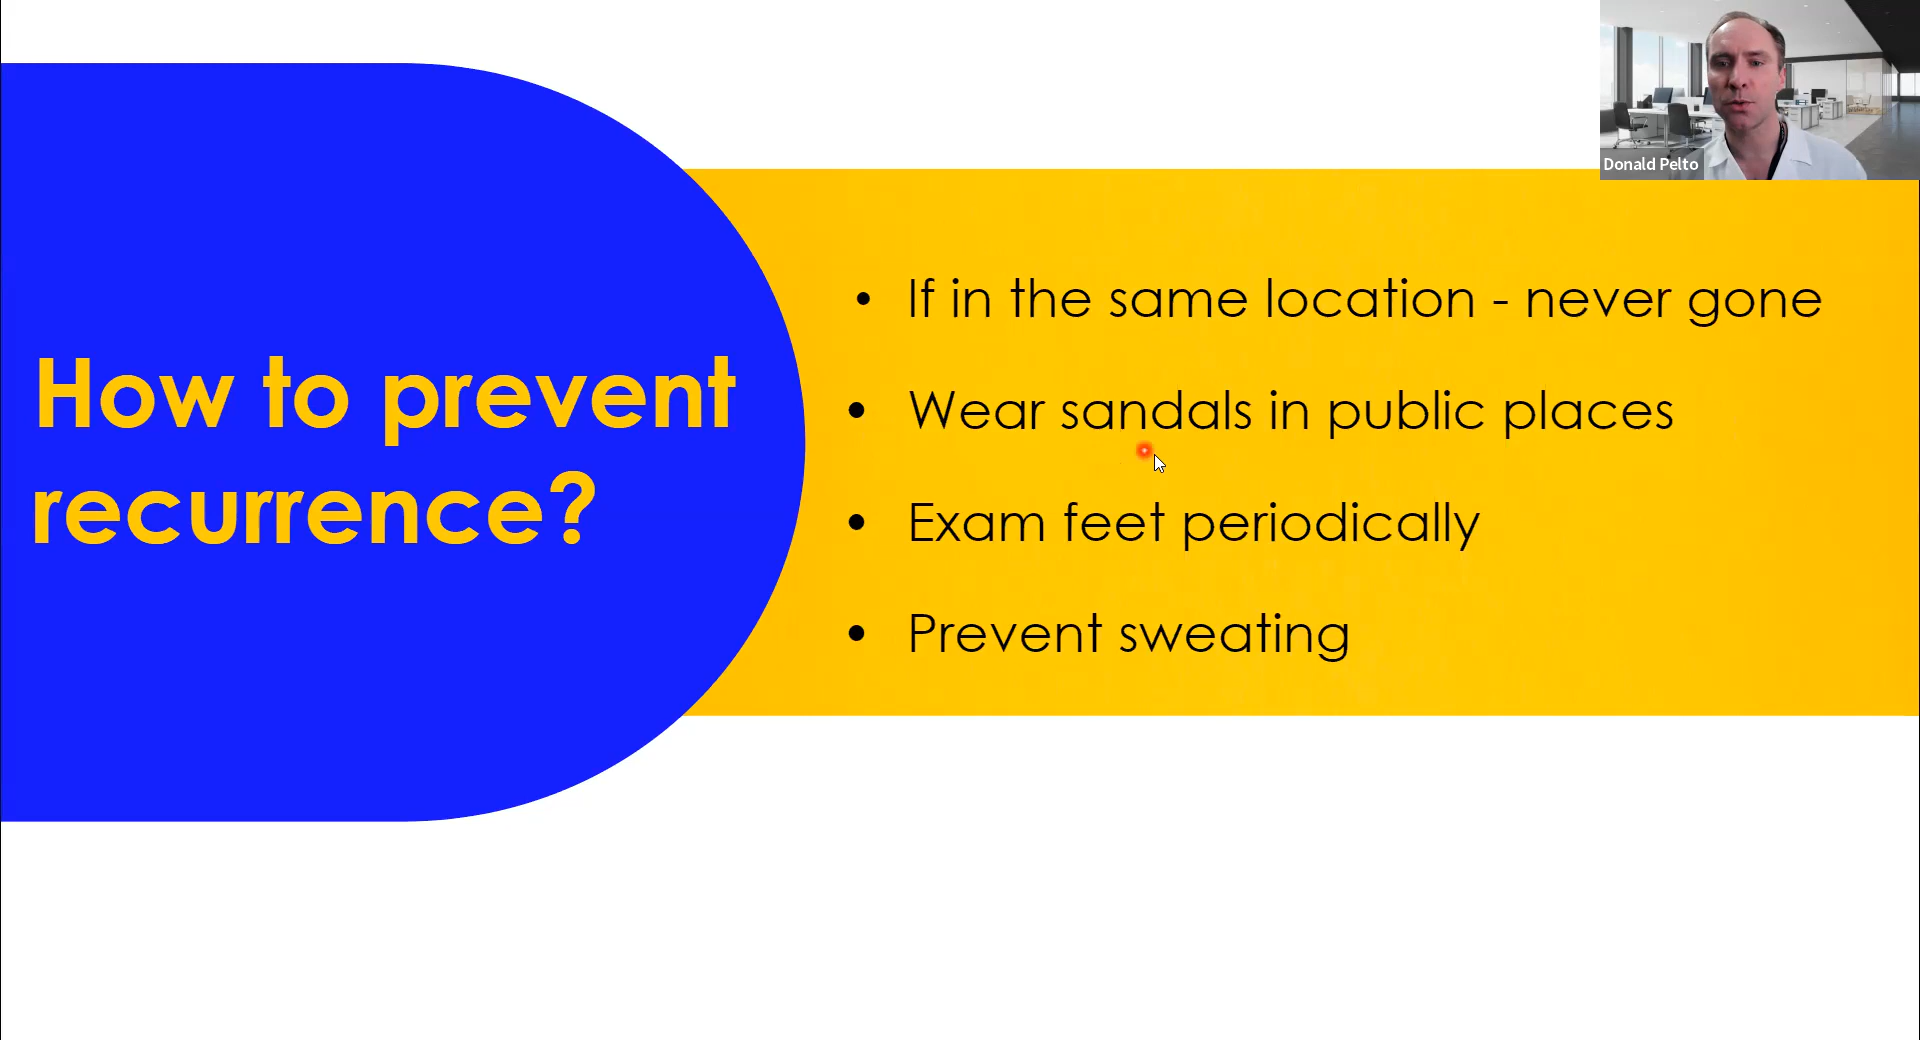 How to prevent
recurrence?
• If in the same location - never gone
• Wear sandals in public places
• Exam feet periodically
• Prevent sweating
Donald Pelto